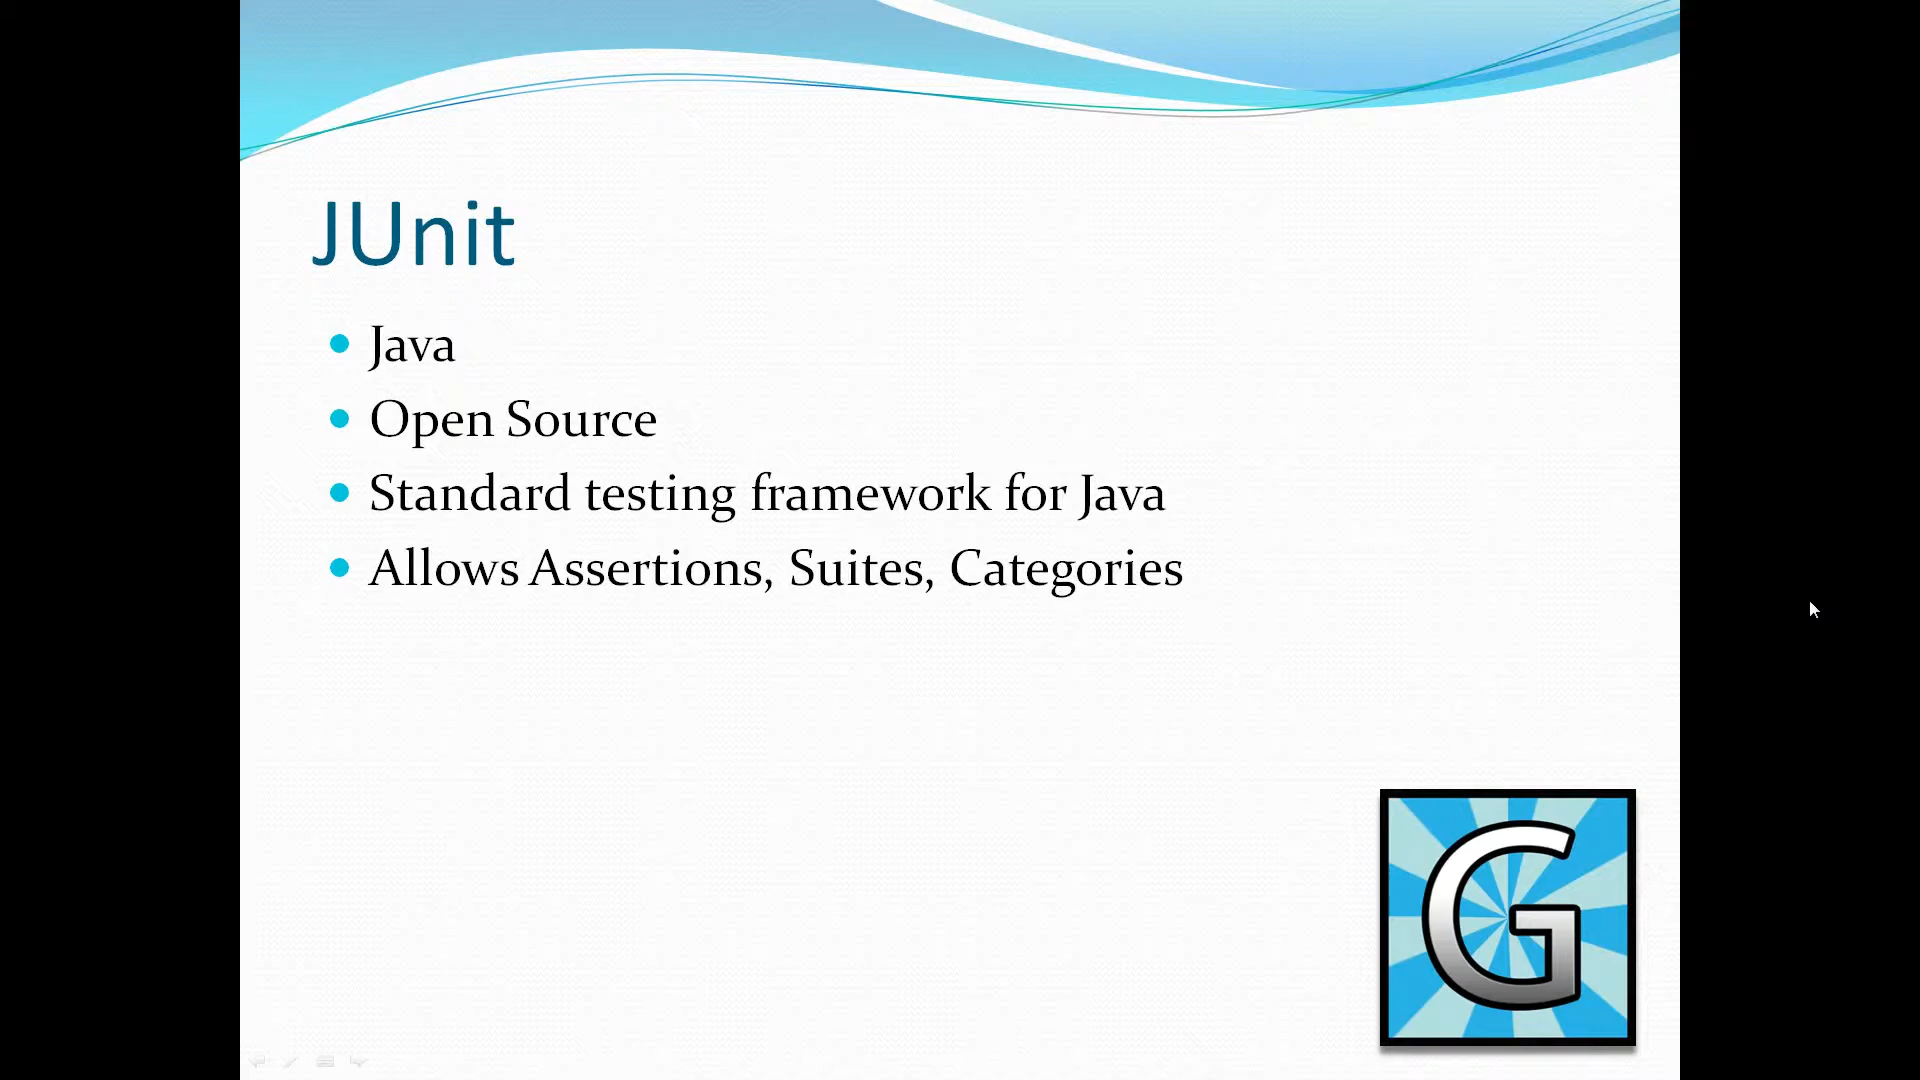 JUnit
• Java
• Open Source
• Standard testing framework for Java
• Allows Assertions, Suites, Categories
G